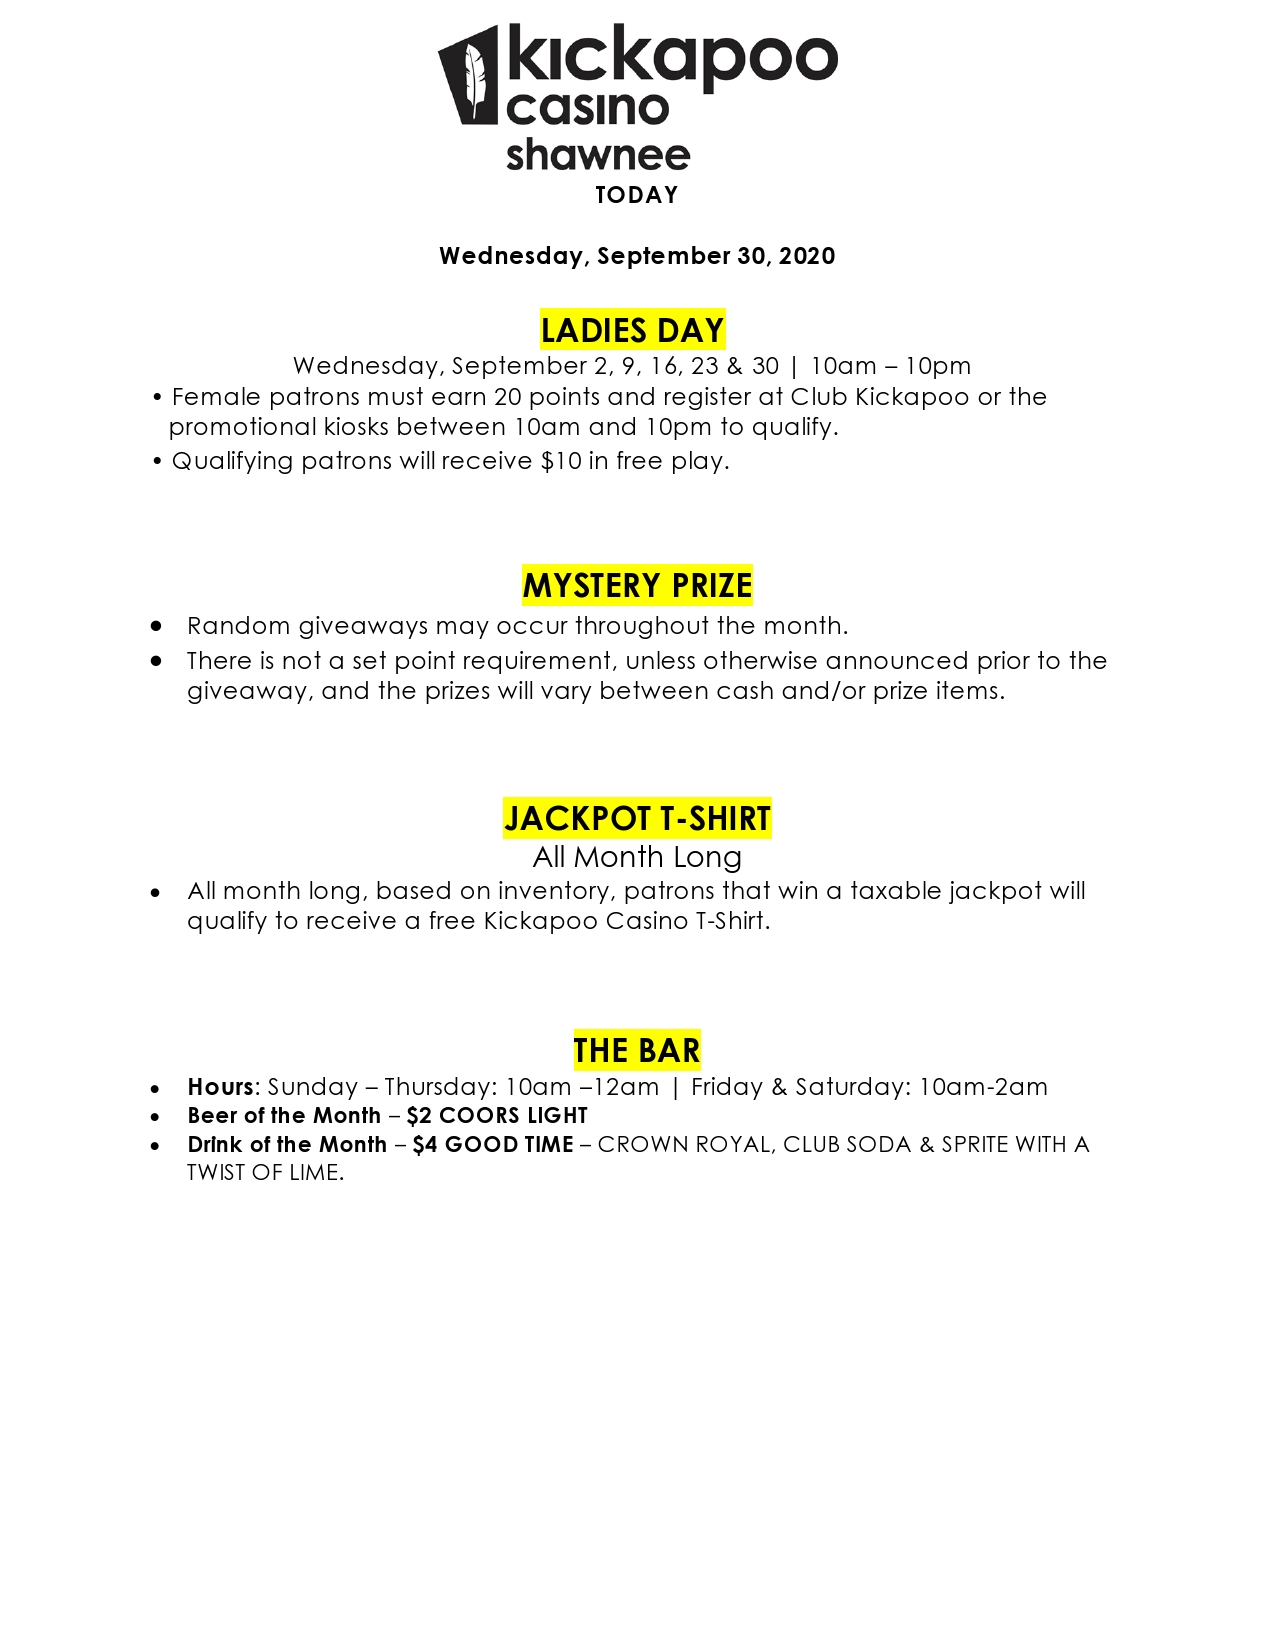 kickapoo
casino
shawnee
TODAY
Wednesday, September 30, 2020
LADIES DAY
Wednesday, September 2, 9, 16, 23 & 30 | 10am – 10pm
• Female patrons must earn 20 points and register at Club Kickapoo or the
promotional kiosks between 10am and 10pm to qualify.
• Qualifying patrons will receive $10 in free play.
MYSTERY PRIZE
• Random giveaways may occur throughout the month.
• There is not a set point requirement, unless otherwise announced prior to the
giveaway, and the prizes will vary between cash and/or prize items.
JACKPOT T-SHIRT
All Month Long
• All month long, based on inventory, patrons that win a taxable jackpot will
qualify to receive a free Kickapoo Casino T-Shirt.
THE BAR
• Hours: Sunday – Thursday: 10am –12am | Friday & Saturday: 10am-2am
• Beer of the Month – $2 COORS LIGHT
• Drink of the Month – $4 GOOD TIME – CROWN ROYAL, CLUB SODA & SPRITE WITH A
TWIST OF LIME.